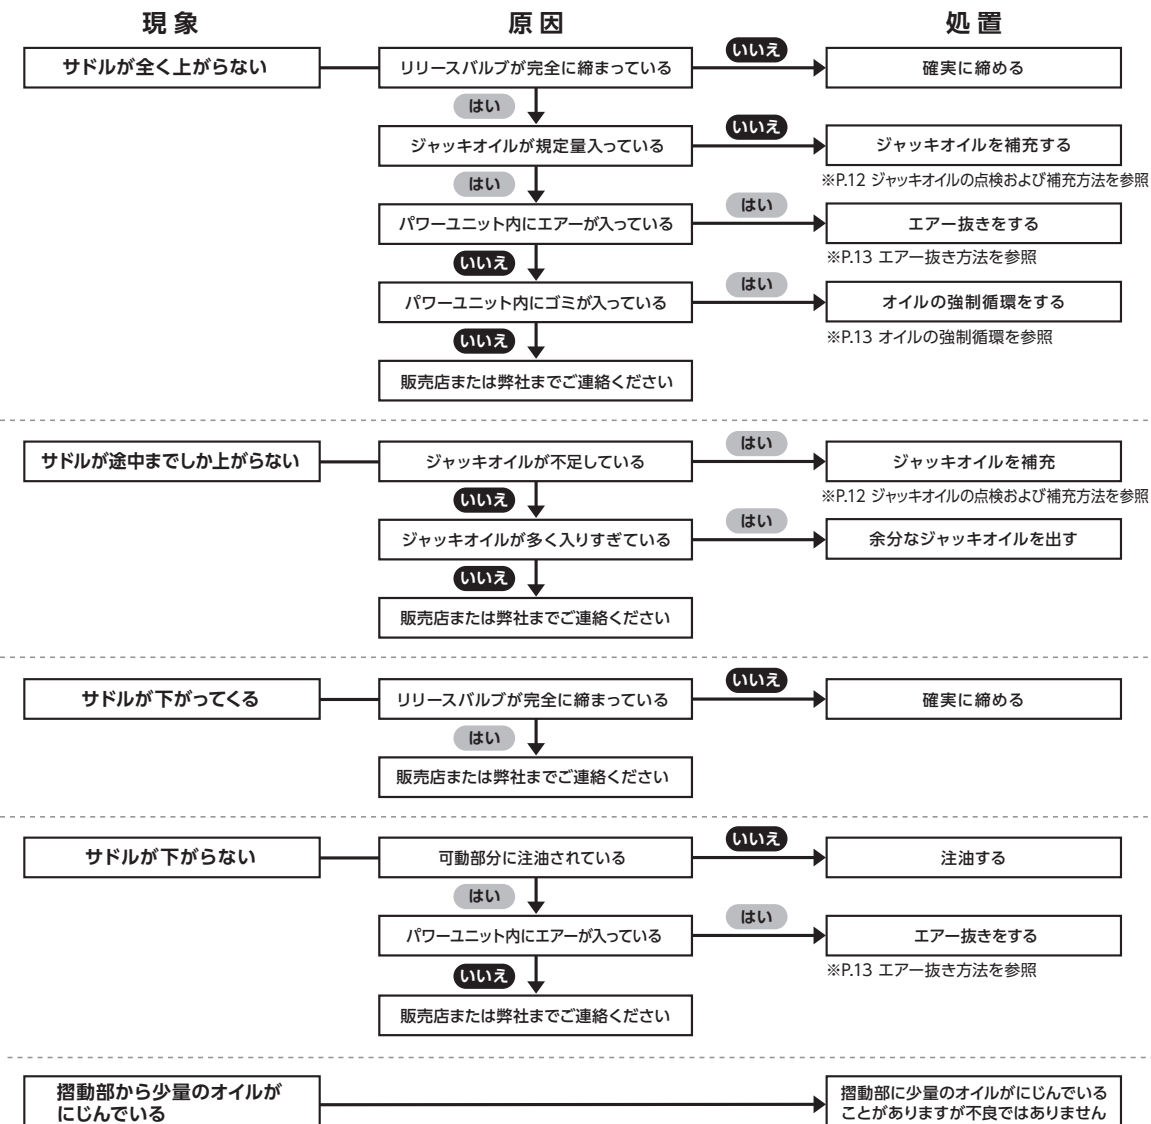 現象 原因 処置
サドルが全く上がらない リリースバルブが完全に締まっている いいえ 確実に締める
はい
ジャッキオイルが規定量入っている いいえ ジャッキオイルを補充する
※P.12 ジャッキオイルの点検および補充方法を参照
はい
パワーユニット内にエアーが入っている はい エアー抜きをする
※P.13 エアー抜き方法を参照
いいえ
パワーユニット内にゴミが入っている はい オイルの強制循環をする
※P.13 オイルの強制循環を参照
いいえ
販売店または弊社までご連絡ください
サドルが途中までしか上がらない ジャッキオイルが不足している はい ジャッキオイルを補充
※P.12 ジャッキオイルの点検および補充方法を参照
いいえ
ジャッキオイルが多く入りすぎている はい 余分なジャッキオイルを出す
いいえ
販売店または弊社までご連絡ください
サドルが下がってくる リリースバルブが完全に締まっている いいえ 確実に締める
はい
販売店または弊社までご連絡ください
サドルが下がらない 可動部分に注油されている いいえ 注油する
はい
パワーユニット内にエアーが入っている はい エアー抜きをする
※P.13 エアー抜き方法を参照
いいえ
販売店または弊社までご連絡ください
摺動部から少量のオイルが
にじんでいる
摺動部に少量のオイルがにじんでいる
ことがありますが不良ではありません